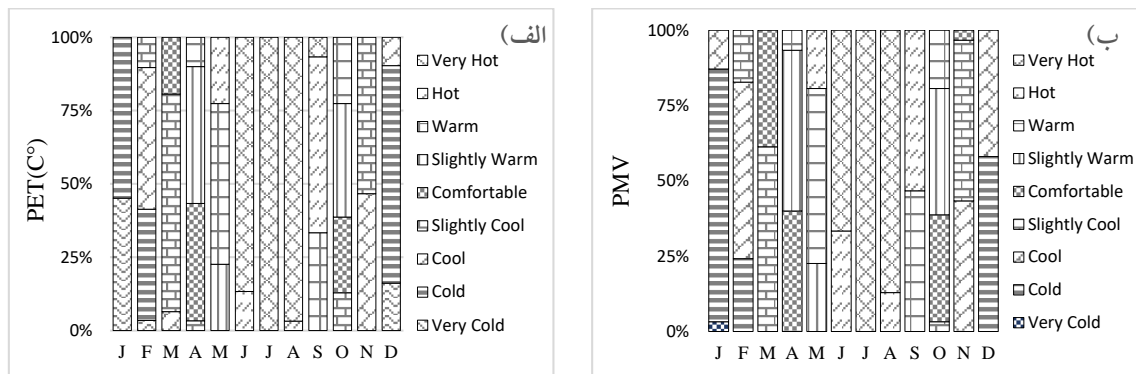 الف)
PET(C°)
100%
75%
50%
25%
0%
J F M A M J J A S O N D
Very Hot
Hot
Warm
Slightly Warm
Comfortable
Slightly Cool
Cool
Cold
Very Cold
ب)
PMV
100%
75%
50%
25%
0%
J F M A M J J A S O N D
Very Hot
Hot
Warm
Slightly Warm
Comfortable
Slightly Cool
Cool
Cold
Very Cold